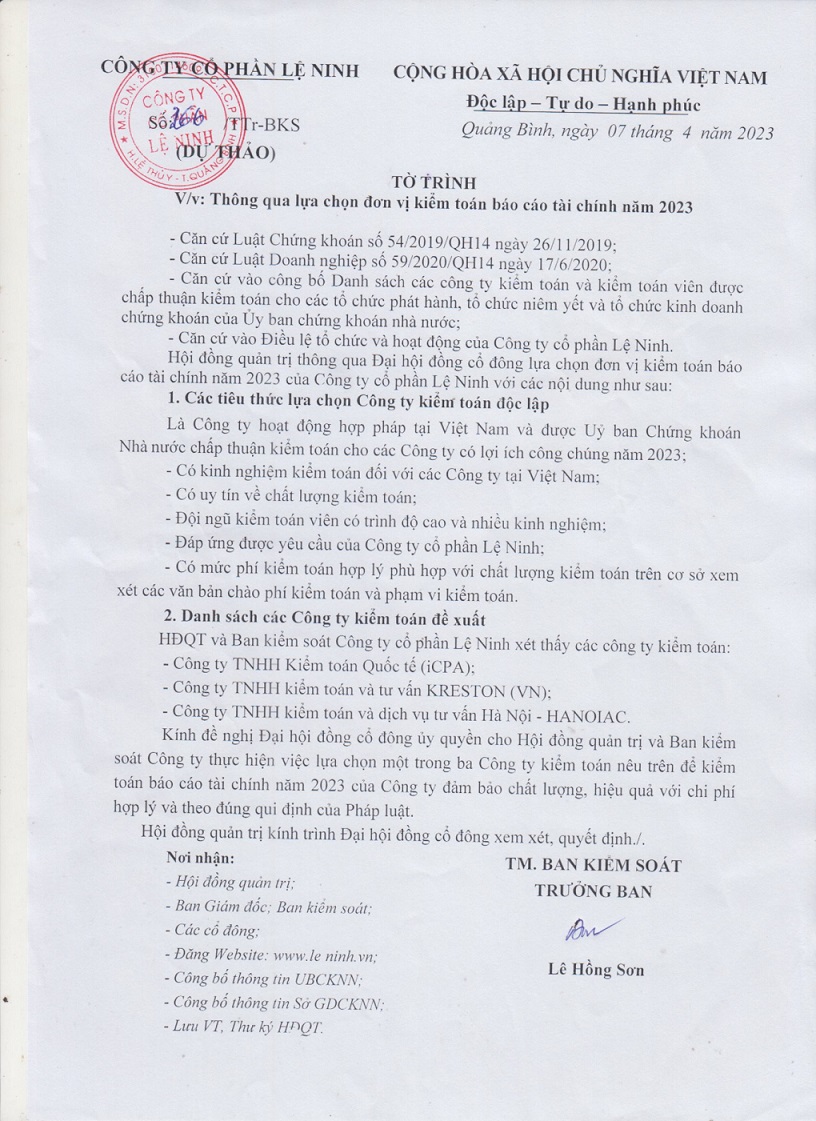 CÔNG TY CỔ PHẦN LỆ NINH
CỘNG HÒA XÃ HỘI CHỦ NGHĨA VIỆT NAM
Độc lập – Tự do – Hạnh phúc
Số: /TTr-BKS
(DỰ THẢO)
CÔNG TY
LỆ NINH
H.LỆ THỦY - T.QUẢNG BÌNH
Quảng Bình, ngày 07 tháng 4 năm 2023
TỜ TRÌNH
V/v: Thông qua lựa chọn đơn vị kiểm toán báo cáo tài chính năm 2023
- Căn cứ Luật Chứng khoán số 54/2019/QH14 ngày 26/11/2019;
- Căn cứ Luật Doanh nghiệp số 59/2020/QH14 ngày 17/6/2020;
- Căn cứ vào công bố Danh sách các công ty kiểm toán và kiểm toán viên được
chấp thuận kiểm toán cho các tổ chức phát hành, tổ chức niêm yết và tổ chức kinh doanh
chứng khoán của Ủy ban chứng khoán nhà nước;
- Căn cứ vào Điều lệ tổ chức và hoạt động của Công ty cổ phần Lệ Ninh.
Hội đồng quản trị thông qua Đại hội đồng cổ đông lựa chọn đơn vị kiểm toán báo
cáo tài chính năm 2023 của Công ty cổ phần Lệ Ninh với các nội dung như sau:
1. Các tiêu thức lựa chọn Công ty kiểm toán độc lập
Là Công ty hoạt động hợp pháp tại Việt Nam và được Uỷ ban Chứng khoán
Nhà nước chấp thuận kiểm toán cho các Công ty có lợi ích công chúng năm 2023;
- Có kinh nghiệm kiểm toán đối với các Công ty tại Việt Nam;
- Có uy tín về chất lượng kiểm toán;
- Đội ngũ kiểm toán viên có trình độ cao và nhiều kinh nghiệm;
- Đáp ứng được yêu cầu của Công ty cổ phần Lệ Ninh;
- Có mức phí kiểm toán hợp lý phù hợp với chất lượng kiểm toán trên cơ sở xem
xét các văn bản chào phí kiểm toán và phạm vi kiểm toán.
2. Danh sách các Công ty kiểm toán đề xuất
HĐQT và Ban kiểm soát Công ty cổ phần Lệ Ninh xét thấy các công ty kiểm toán:
- Công ty TNHH Kiểm toán Quốc tế (iCPA);
- Công ty TNHH kiểm toán và tư vấn KRESTON (VN);
- Công ty TNHH kiểm toán và dịch vụ tư vấn Hà Nội - HANOIAC.
Kính đề nghị Đại hội đồng cổ đông ủy quyền cho Hội đồng quản trị và Ban kiểm
soát Công ty thực hiện việc lựa chọn một trong ba Công ty kiểm toán nêu trên để kiểm
toán báo cáo tài chính năm 2023 của Công ty đảm bảo chất lượng, hiệu quả với chi phí
hợp lý và theo đúng qui định của Pháp luật.
Hội đồng quản trị kính trình Đại hội đồng cổ đông xem xét, quyết định./.
Nơi nhận:
- Hội đồng quản trị;
- Ban Giám đốc; Ban kiểm soát;
- Các cổ đông;
- Đăng Website: www.le ninh.vn;
- Công bố thông tin UBCKNN;
- Công bố thông tin Sở GDCKNN;
- Lưu VT, Thư ký HĐQT.
TM. BAN KIỂM SOÁT
TRƯỞNG BAN
Lê Hồng Sơn